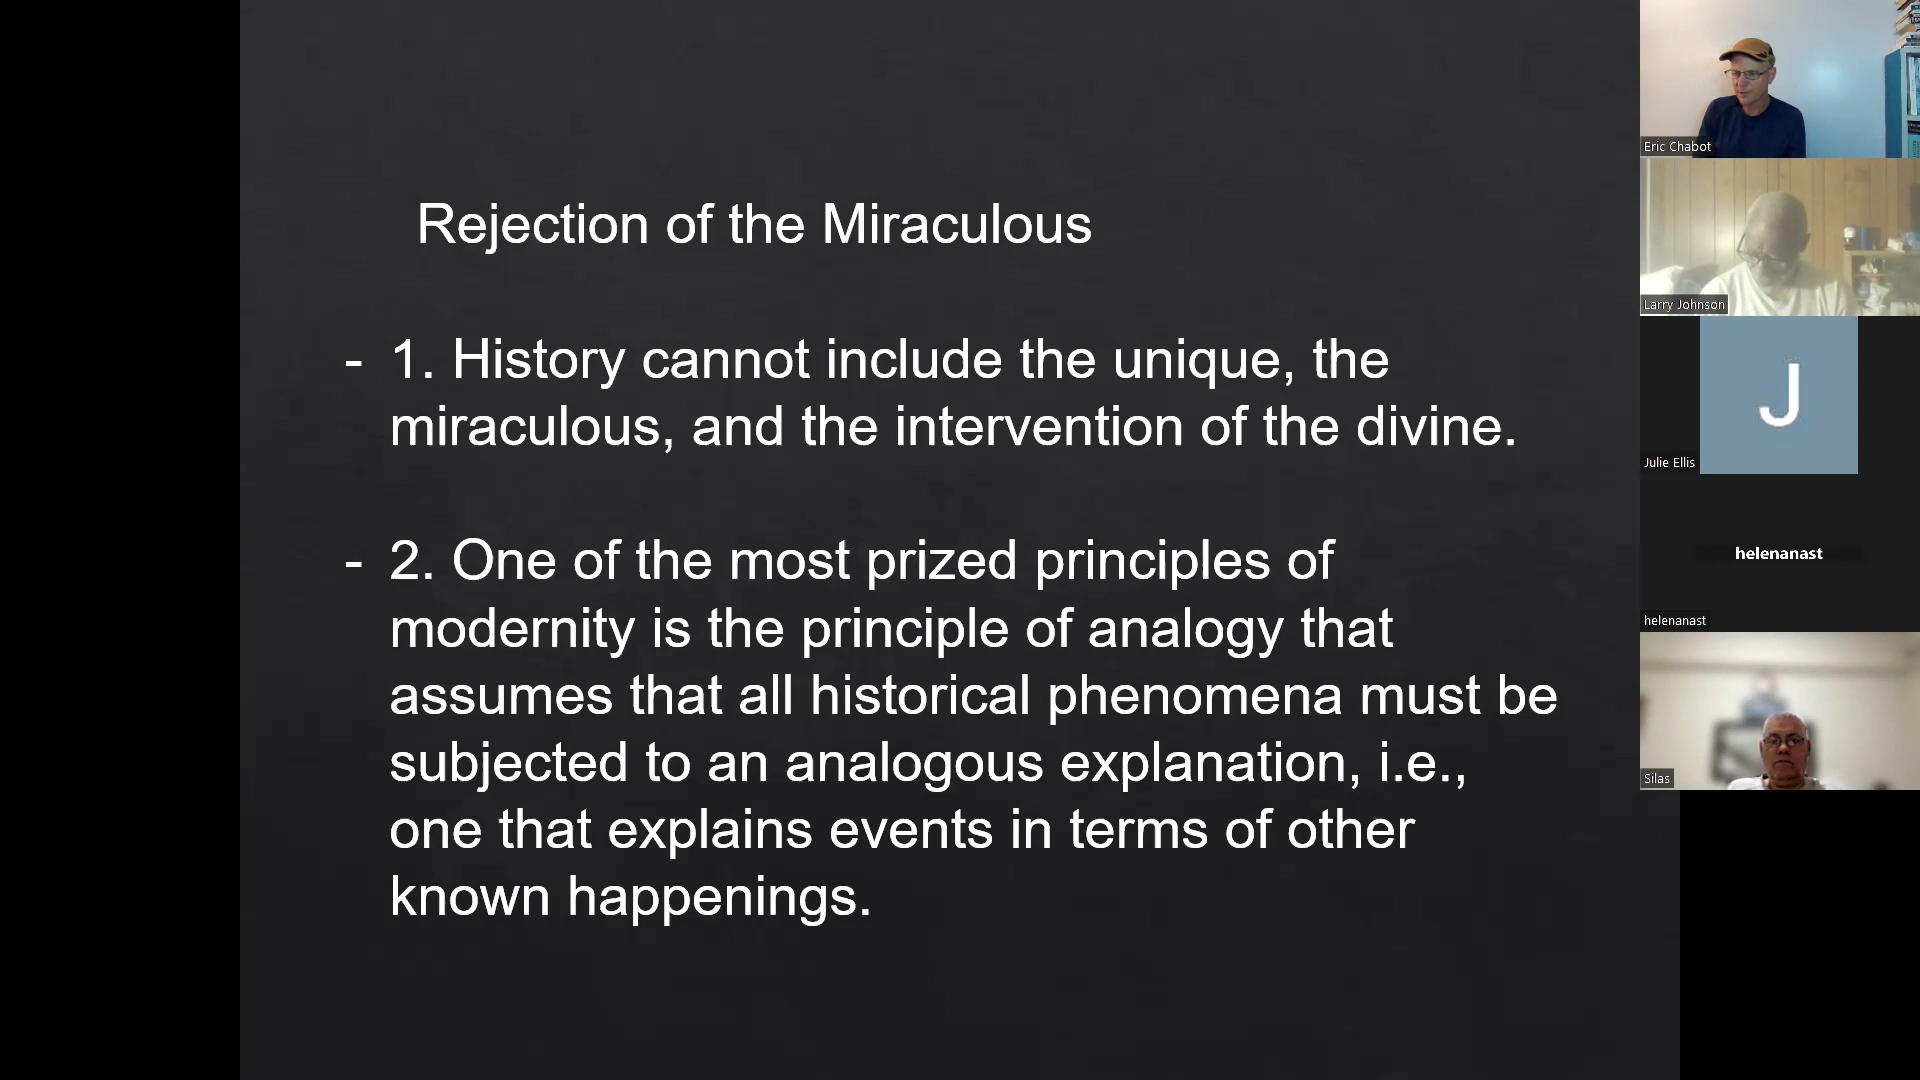 Rejection of the Miraculous
- 1. History cannot include the unique, the
miraculous, and the intervention of the divine.
- 2. One of the most prized principles of
modernity is the principle of analogy that
assumes that all historical phenomena must be
subjected to an analogous explanation, i.e.,
one that explains events in terms of other
known happenings.
Eric Chabot
Larry Johnson
J
Julie Ellis
helenanast
helenanast
Silas